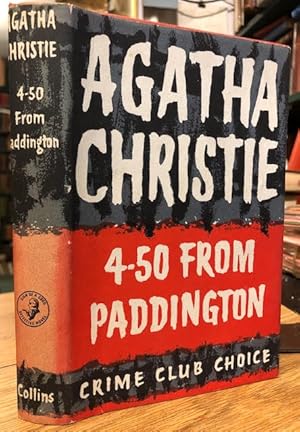 AGATHA
CHRISTIE
4-50
From
Paddington
Collins
AGATHA
CHRISTIE
4-50 FROM
PADDINGTON
CRIME CLUB CHOICE